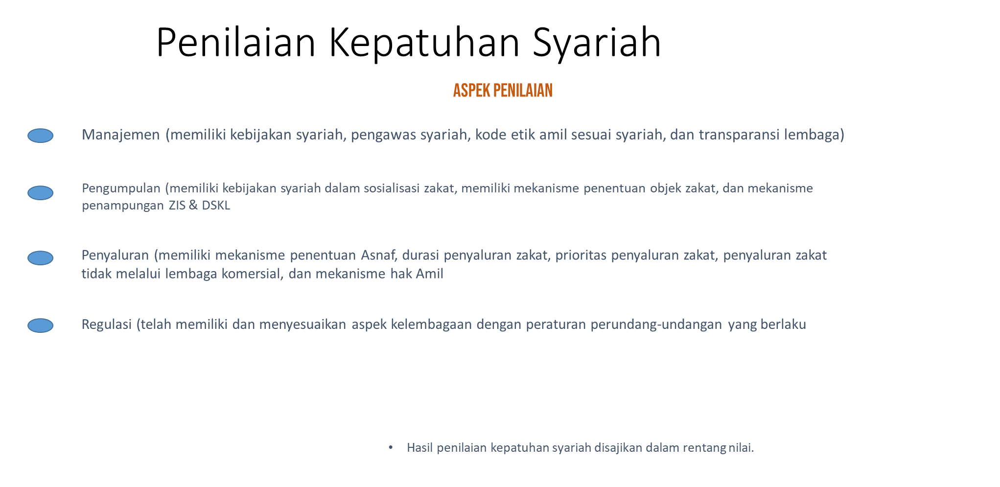 Penilaian Kepatuhan Syariah
ASPEK PENILAIAN
Manajemen (memiliki kebijakan syariah, pengawas syariah, kode etik amil sesuai syariah, dan transparansi lembaga)
Pengumpulan (memiliki kebijakan syariah dalam sosialisasi zakat, memiliki mekanisme penentuan objek zakat, dan mekanisme
penampungan ZIS & DSKL
Penyaluran (memiliki mekanisme penentuan Asnaf, durasi penyaluran zakat, prioritas penyaluran zakat, penyaluran zakat
tidak melalui lembaga komersial, dan mekanisme hak Amil
Regulasi (telah memiliki dan menyesuaikan aspek kelembagaan dengan peraturan perundang-undangan yang berlaku
• Hasil penilaian kepatuhan syariah disajikan dalam rentang nilai.